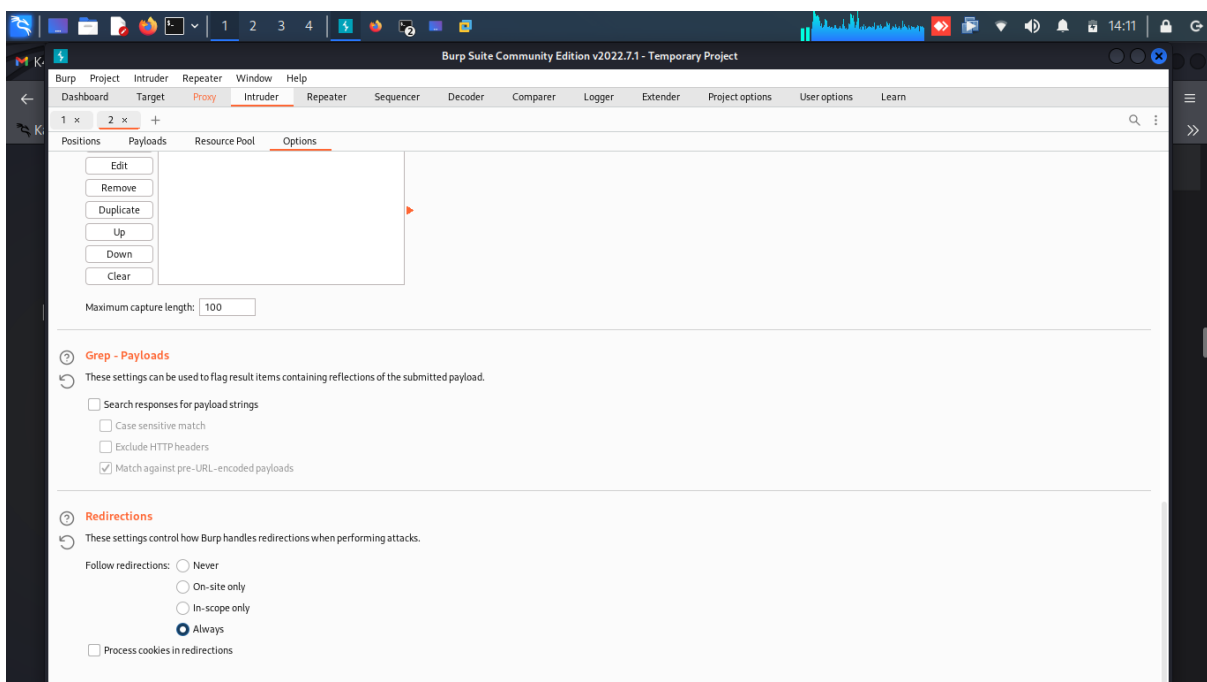 1 2 3 4 2 14:11
Burp Suite Community Edition v2022.7.1 - Temporary Project
Burp Project Intruder Repeater Window Help
Dashboard Target Proxy Intruder Repeater Sequencer Decoder Comparer Logger Extender Project options User options Learn
1 × 2 × +
Positions Payloads Resource Pool Options
Edit
Remove
Duplicate
Up
Down
Clear
Maximum capture length: 100
Grep - Payloads
These settings can be used to flag result items containing reflections of the submitted payload.
Search responses for payload strings
Case sensitive match
Exclude HTTP headers
Match against pre-URL-encoded payloads
Redirections
These settings control how Burp handles redirections when performing attacks.
Follow redirections: Never
On-site only
In-scope only
Always
Process cookies in redirections